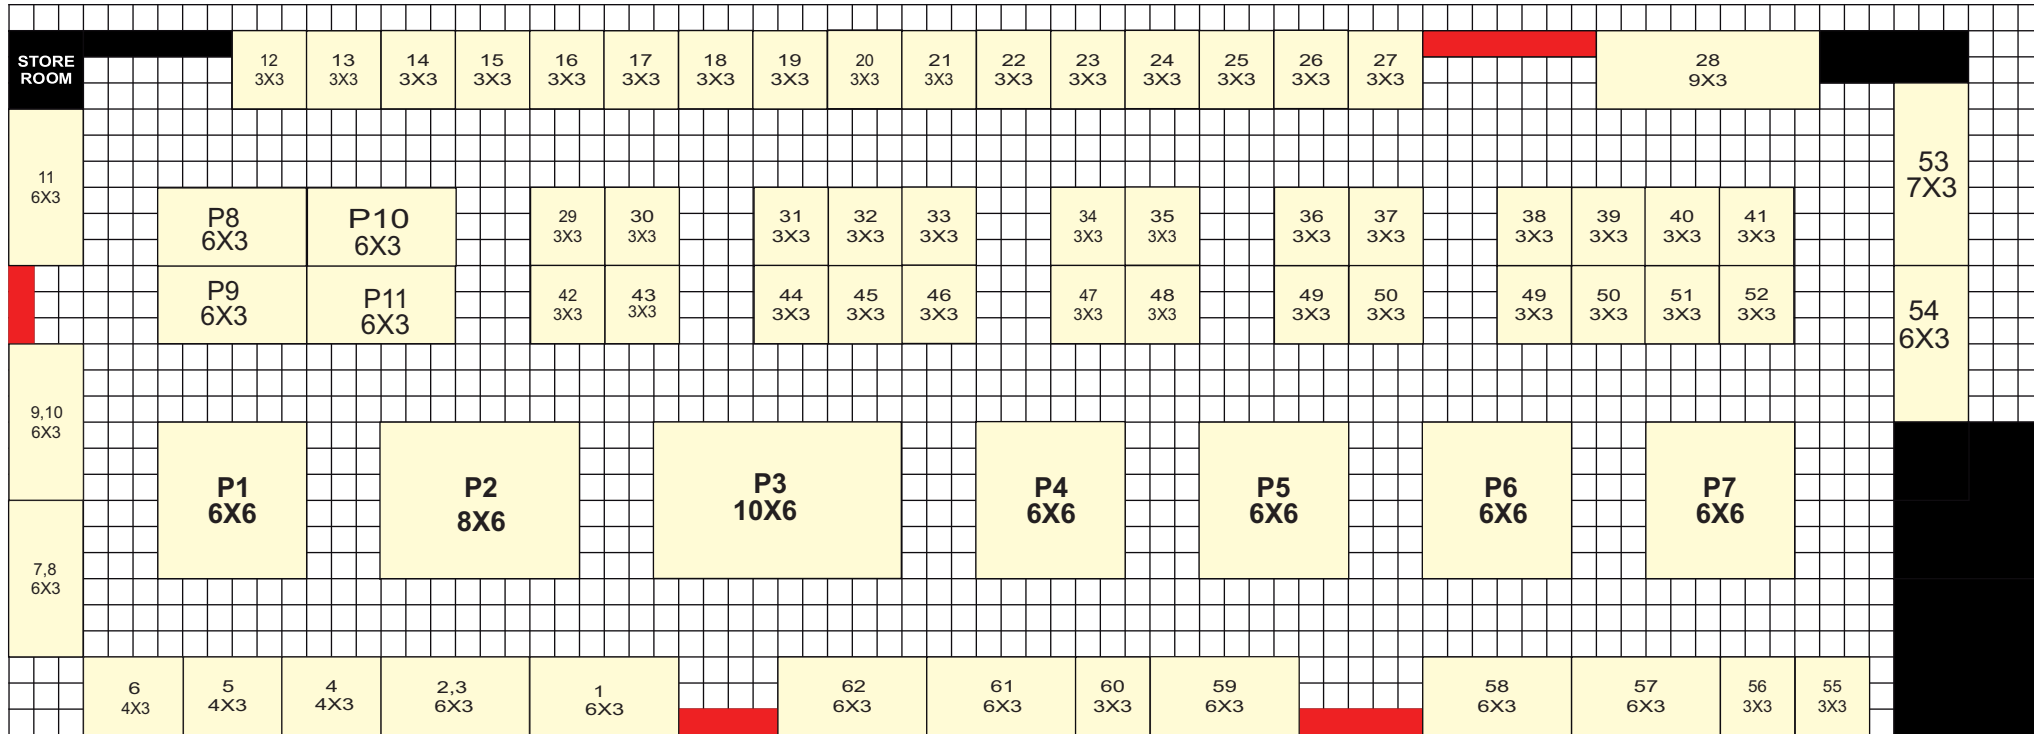 STORE
ROOM
12
3X3
13
3X3
14
3X3
15
3X3
16
3X3
17
3X3
18
3X3
19
3X3
20
3X3
21
3X3
22
3X3
23
3X3
24
3X3
25
3X3
26
3X3
27
3X3
28
9X3
11
6X3
53
7X3
P8
6X3
P10
6X3
29
3X3
30
3X3
31
3X3
32
3X3
33
3X3
34
3X3
35
3X3
36
3X3
37
3X3
38
3X3
39
3X3
40
3X3
41
3X3
P9
6X3
P11
6X3
42
3X3
43
3X3
44
3X3
45
3X3
46
3X3
47
3X3
48
3X3
49
3X3
50
3X3
49
3X3
50
3X3
51
3X3
52
3X3
54
6X3
9,10
6X3
P1
6X6
P2
8X6
P3
10X6
P4
6X6
P5
6X6
P6
6X6
P7
6X6
7,8
6X3
6
4X3
5
4X3
4
4X3
2,3
6X3
1
6X3
62
6X3
61
6X3
60
3X3
59
6X3
58
6X3
57
6X3
56
3X3
55
3X3